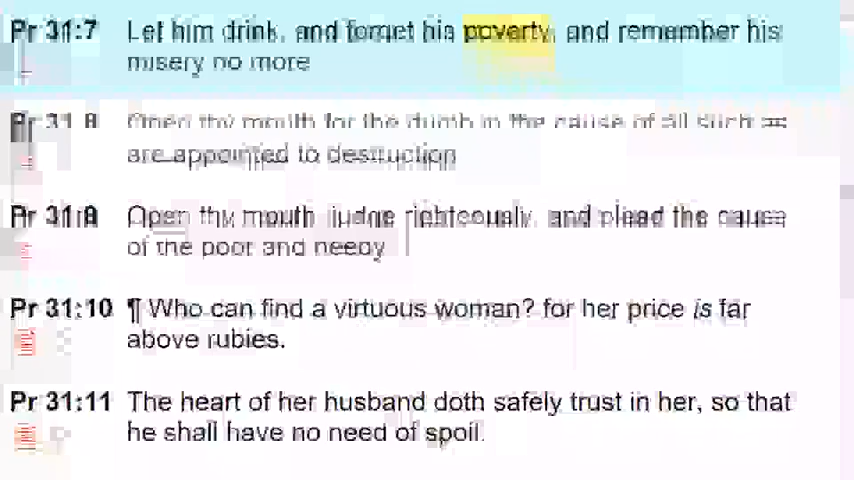 Pr 31:7 Let him drink, and forget his poverty, and remember his
misery no more
Pr 31:8 Open thy mouth for the dumb in the cause of all such as
are appointed to destruction
Pr 31:9 Open thy mouth, judge righteously, and plead the cause
of the poor and needy
Pr 31:10 ¶ Who can find a virtuous woman? for her price is far
above rubies.
Pr 31:11 The heart of her husband doth safely trust in her, so that
he shall have no need of spoil.